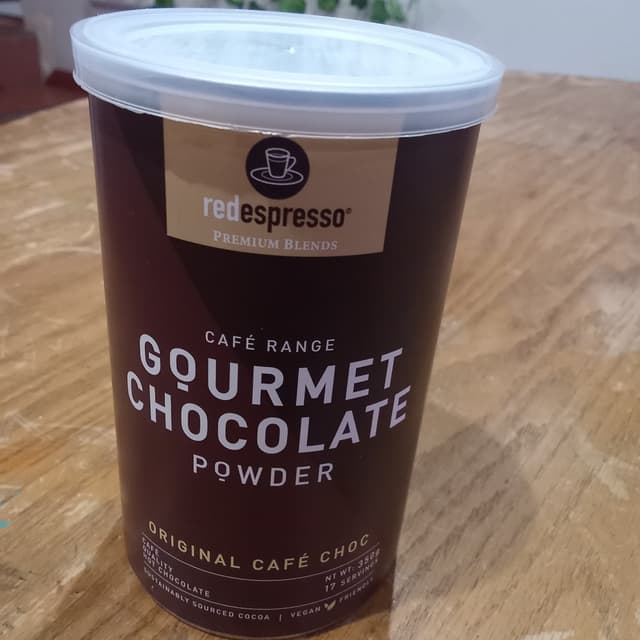 redespresso®
PREMIUM BLENDS
CAFÉ RANGE
GOURMET
CHOCOLATE
POWDER
ORIGINAL CAFÉ CHOC
CAFÉ
QUALITY
HOT CHOCOLATE
NT WT: 350g
17 SERVINGS
SUSTAINABLY SOURCED COCOA | VEGAN FRIENDLY